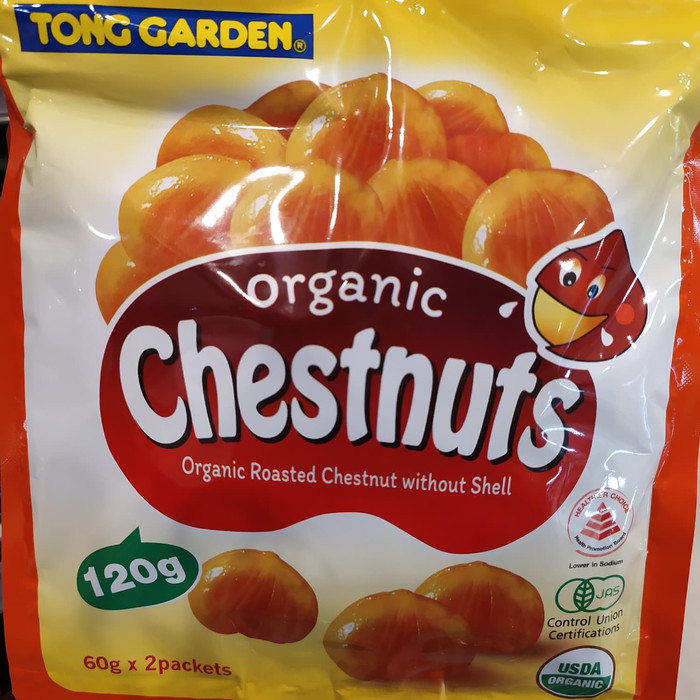 TONG GARDEN®
organic
Chestnuts
Organic Roasted Chestnut without Shell
HEALTHIER CHOICE
Health Promotion Board
Lower in Sodium
120g
JAS
Control Union
Certifications
60g x 2packets
USDA
ORGANIC